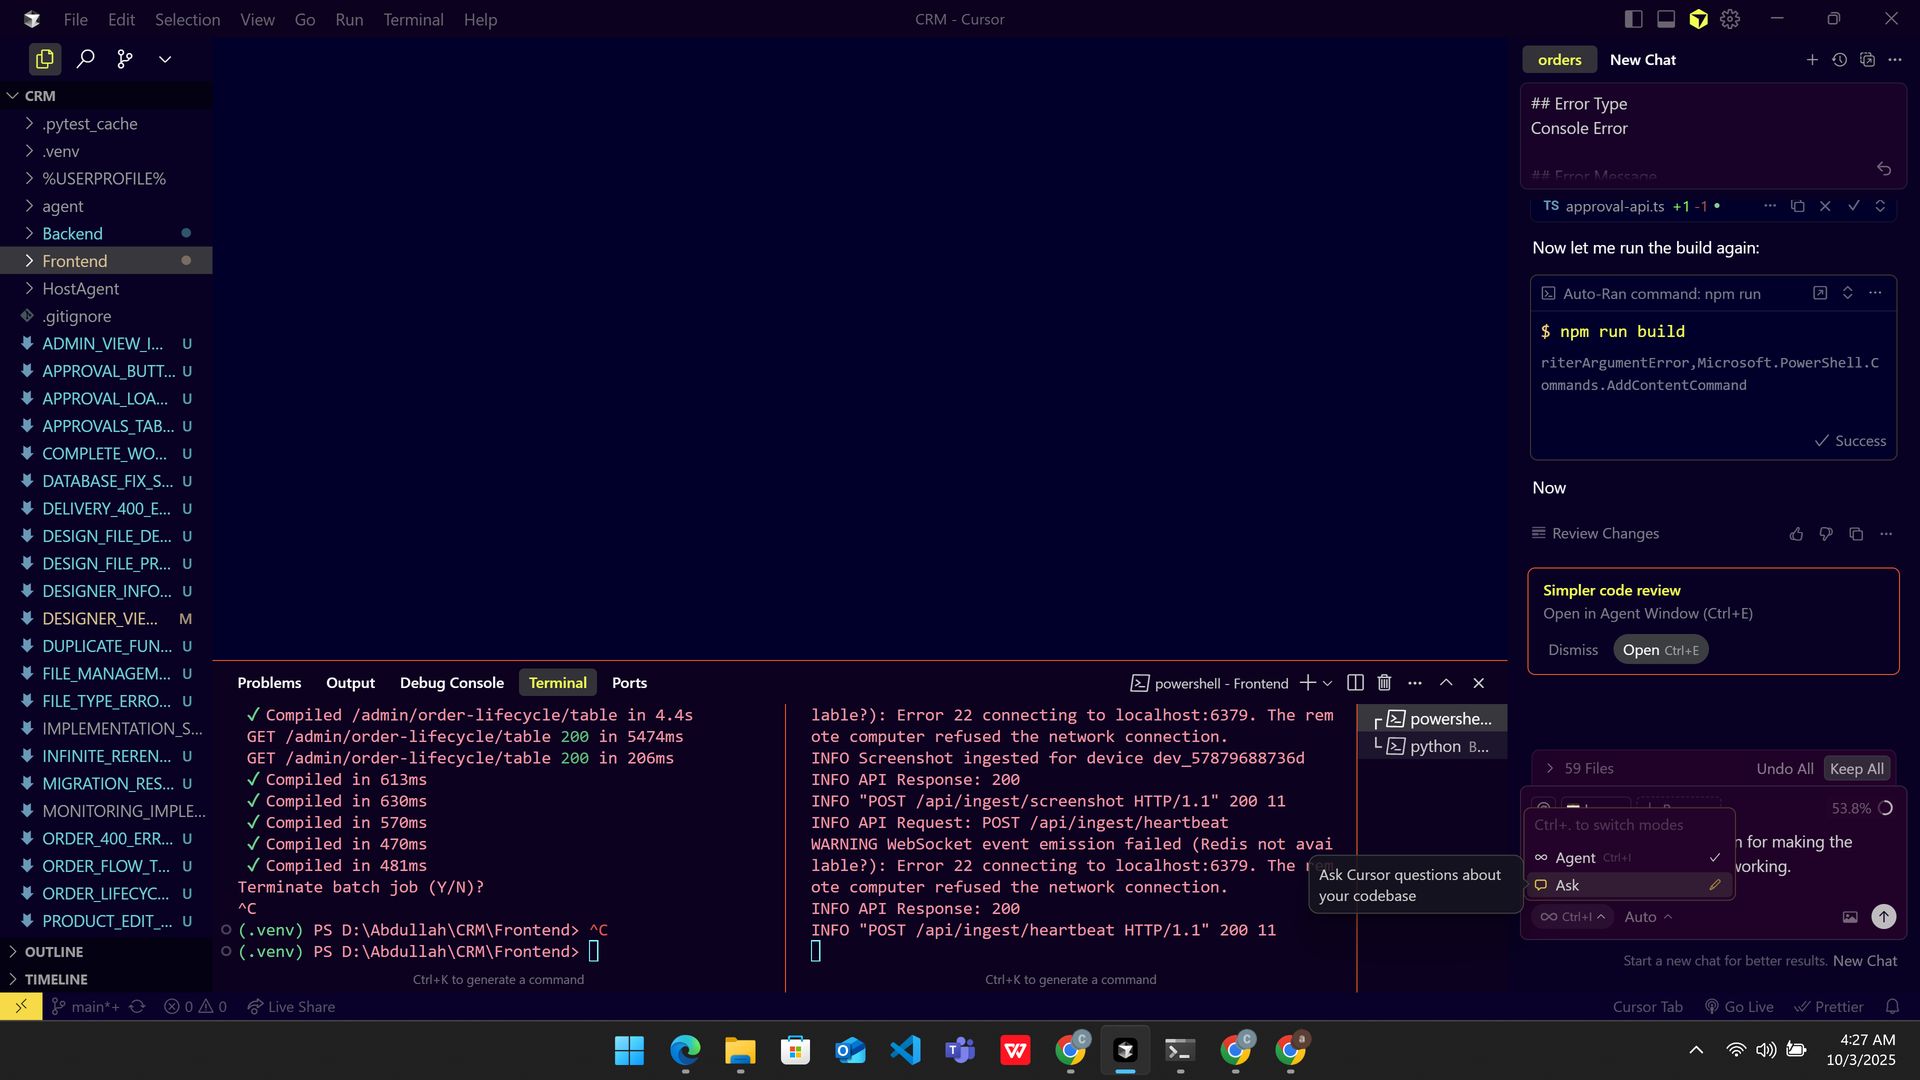 File Edit Selection View Go Run Terminal Help
CRM - Cursor
CRM
.pytest_cache
.venv
%USERPROFILE%
agent
Backend
Frontend
HostAgent
.gitignore
ADMIN_VIEW_I... U
APPROVAL_BUTT... U
APPROVAL_LOA... U
APPROVALS_TAB... U
COMPLETE_WO... U
DATABASE_FIX_S... U
DELIVERY_400_E... U
DESIGN_FILE_DE... U
DESIGN_FILE_PR... U
DESIGNER_INFO... U
DESIGNER_VIE... M
DUPLICATE_FUN... U
FILE_MANAGEM... U
FILE_TYPE_ERRO... U
IMPLEMENTATION_S...
INFINITE_REREN... U
MIGRATION_RES... U
MONITORING_IMPLE...
ORDER_400_ERR... U
ORDER_FLOW_T... U
ORDER_LIFECYC... U
PRODUCT_EDIT_... U
OUTLINE
TIMELINE
Problems Output Debug Console Terminal Ports
powershell - Frontend
✓ Compiled /admin/order-lifecycle/table in 4.4s
GET /admin/order-lifecycle/table 200 in 5474ms
GET /admin/order-lifecycle/table 200 in 206ms
✓ Compiled in 613ms
✓ Compiled in 630ms
✓ Compiled in 570ms
✓ Compiled in 470ms
✓ Compiled in 481ms
Terminate batch job (Y/N)?
^C
(.venv) PS D:\Abdullah\CRM\Frontend> ^C
(.venv) PS D:\Abdullah\CRM\Frontend>
Ctrl+K to generate a command
lable?): Error 22 connecting to localhost:6379. The rem
ote computer refused the network connection.
INFO Screenshot ingested for device dev_57879688736d
INFO API Response: 200
INFO "POST /api/ingest/screenshot HTTP/1.1" 200 11
INFO API Request: POST /api/ingest/heartbeat
WARNING WebSocket event emission failed (Redis not avai
lable?): Error 22 connecting to localhost:6379. The rem
ote computer refused the network connection.
INFO API Response: 200
INFO "POST /api/ingest/heartbeat HTTP/1.1" 200 11
Ctrl+K to generate a command
powershe...
python B...
orders New Chat
## Error Type
Console Error
## Error Message
TS approval-api.ts +1 -1
Now let me run the build again:
Auto-Ran command: npm run
$ npm run build
riterArgumentError,Microsoft.PowerShell.C
ommands.AddContentCommand
Success
Now
Review Changes
Simpler code review
Open in Agent Window (Ctrl+E)
Dismiss Open Ctrl+E
59 Files Undo All Keep All
53.8%
Ctrl+. to switch modes
n for making the
Agent Ctrl+I
working.
Ask
Ask Cursor questions about
your codebase
Ctrl+I Auto
Start a new chat for better results. New Chat
main*+ 0 0 Live Share
Cursor Tab Go Live Prettier
4:27 AM
10/3/2025